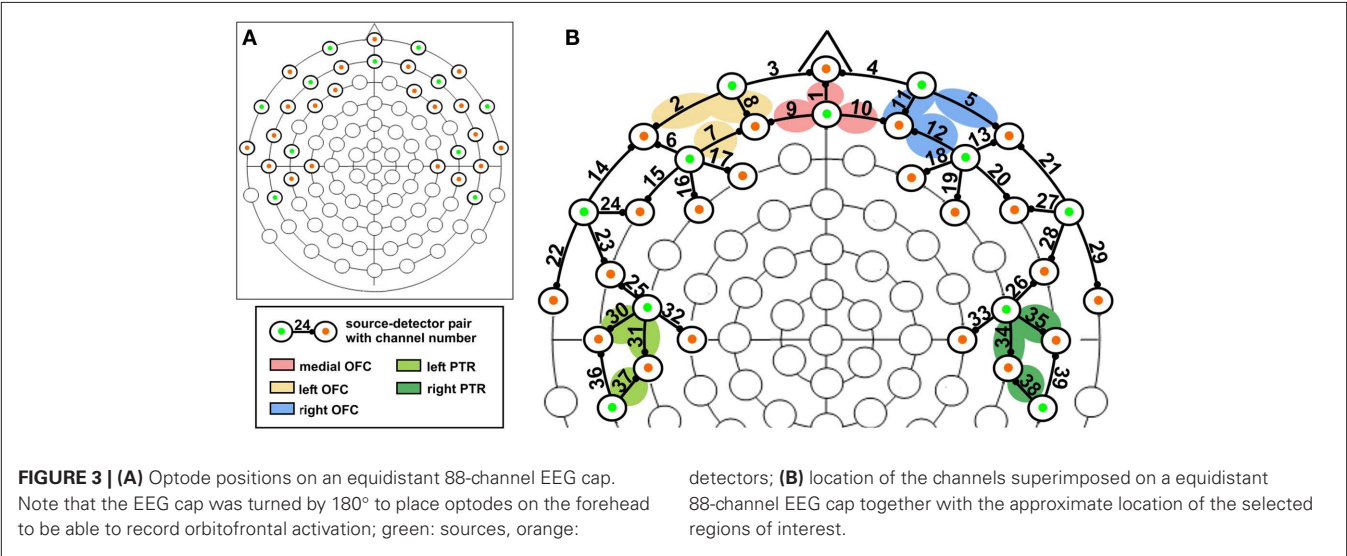 A
B
3
4
1
2
8
9
10
11
5
7
12
6
17
13
18
14
15
16
19
20
21
24
27
23
28
22
29
25
26
30
32
33
35
31
34
36
37
38
39
24
source-detector pair
with channel number
medial OFC
left PTR
left OFC
right PTR
right OFC
FIGURE 3 | (A) Optode positions on an equidistant 88-channel EEG cap.
Note that the EEG cap was turned by 180° to place optodes on the forehead
to be able to record orbitofrontal activation; green: sources, orange:
detectors; (B) location of the channels superimposed on a equidistant
88-channel EEG cap together with the approximate location of the selected
regions of interest.